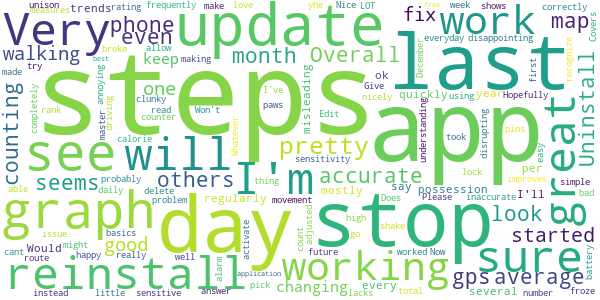 unison
measures
trends
rating
frequently
make
love
yhe
Nice
LOT
allow
broke
try
best
Very
phone
even
update
month
Overall
fix
work
week
shows
correctly
everyday
disappointing
map
Covers
first
December
last
recognize
great
Uninstall
walking
keep
making
counting
made
completely
rank
annoying
master
driving
one
clunky
read
counter
calorie
Won't
I've
paws
Edit
Whatever
steps
misleading
ok
Give
nicely
quickly
using
year
Hopefully
understanding
took
disrupting
pins
easy
pretty
sensitivity
app
see
will
I'm
accurate
lock
per
improves
simple
bad
seems
others
thing
movement
mostly
say
possession
Does
Please
inaccurate
I'll
sure
able
probably
daily
delete
regularly
problem
count
adjusted
high
go
shake
worked
Now
look
started
graph
day
stop
issue
basics
good
cant
Would
might
route
happy
really
well
activate
alarm
future
every
lacks
battery
reinstall
working
changing
gps
average
several
number
froze
instead
little
sensitive
answer
application
pick
total